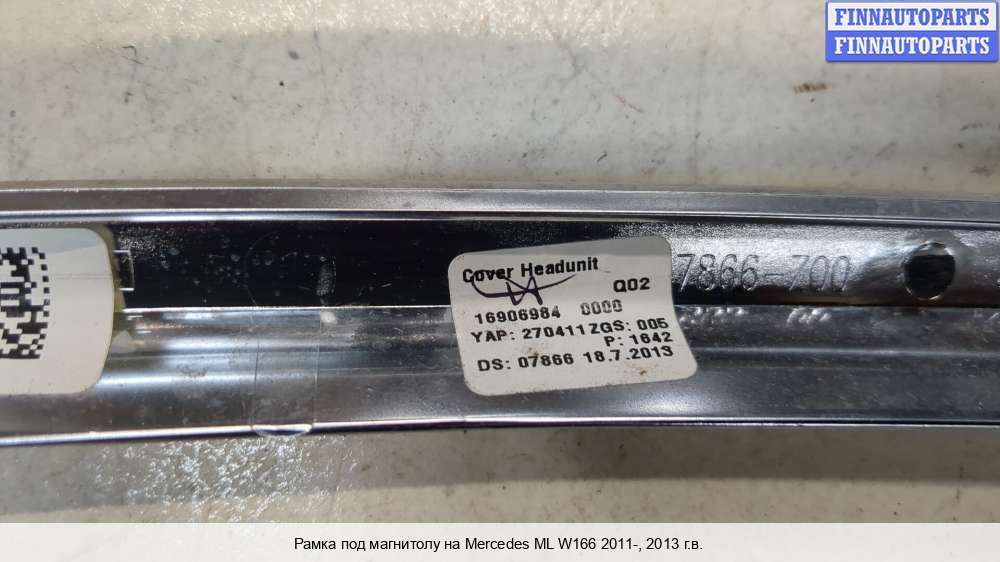 FINNAUTOPARTS
FINNAUTOPARTS
7866-700
Cover Headunit
Q02
16906984 0000
YAP: 270411 ZGS: 005
P: 1642
DS: 07866 18.7.2013
Рамка под магнитолу на Mercedes ML W166 2011-, 2013 г.в.